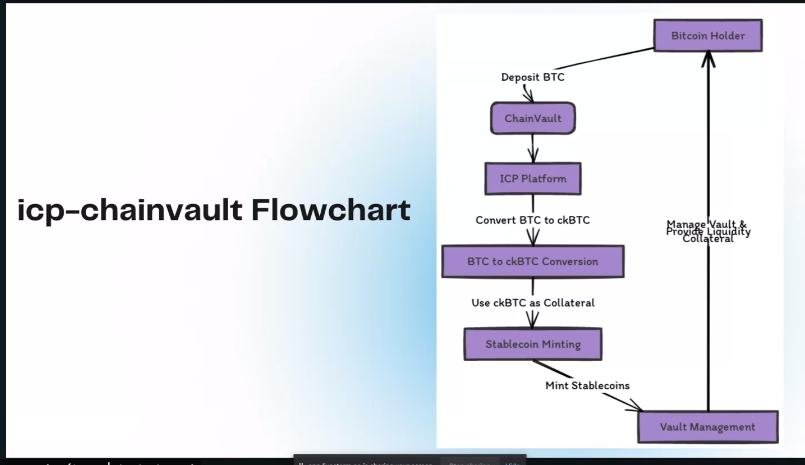 icp-chainvault Flowchart
Bitcoin Holder
Deposit BTC
ChainVault
ICP Platform
Convert BTC to ckBTC
BTC to ckBTC Conversion
Use ckBTC as Collateral
Stablecoin Minting
Mint Stablecoins
Vault Management
Manage Vault &
Collateral
Provide Liquidity